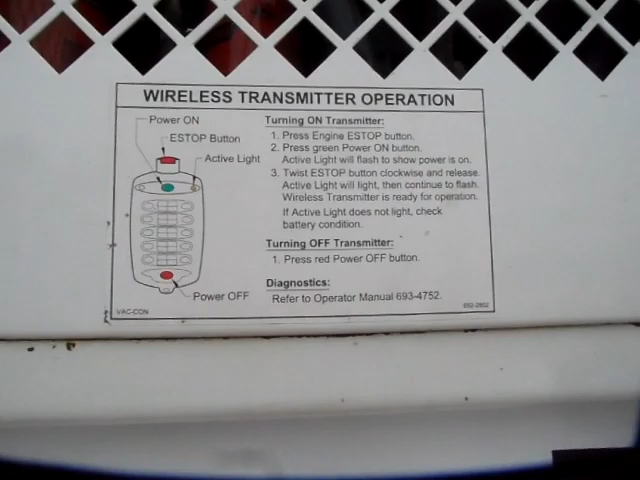 WIRELESS TRANSMITTER OPERATION
Power ON
ESTOP Button
Active Light
Power OFF
VAC-CON
Turning ON Transmitter:
1. Press Engine ESTOP button.
2. Press green Power ON button.
Active Light will flash to show power is on.
3. Twist ESTOP button clockwise and release.
Active Light will light, then continue to flash.
Wireless Transmitter is ready for operation.
If Active Light does not light, check
battery condition.
Turning OFF Transmitter:
1. Press red Power OFF button.
Diagnostics:
Refer to Operator Manual 693-4752.